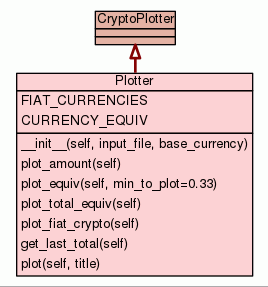 CryptoPlotter
Plotter
FIAT_CURRENCIES
CURRENCY_EQUIV
__init__(self, input_file, base_currency)
plot_amount(self)
plot_equiv(self, min_to_plot=0.33)
plot_total_equiv(self)
plot_fiat_crypto(self)
get_last_total(self)
plot(self, title)